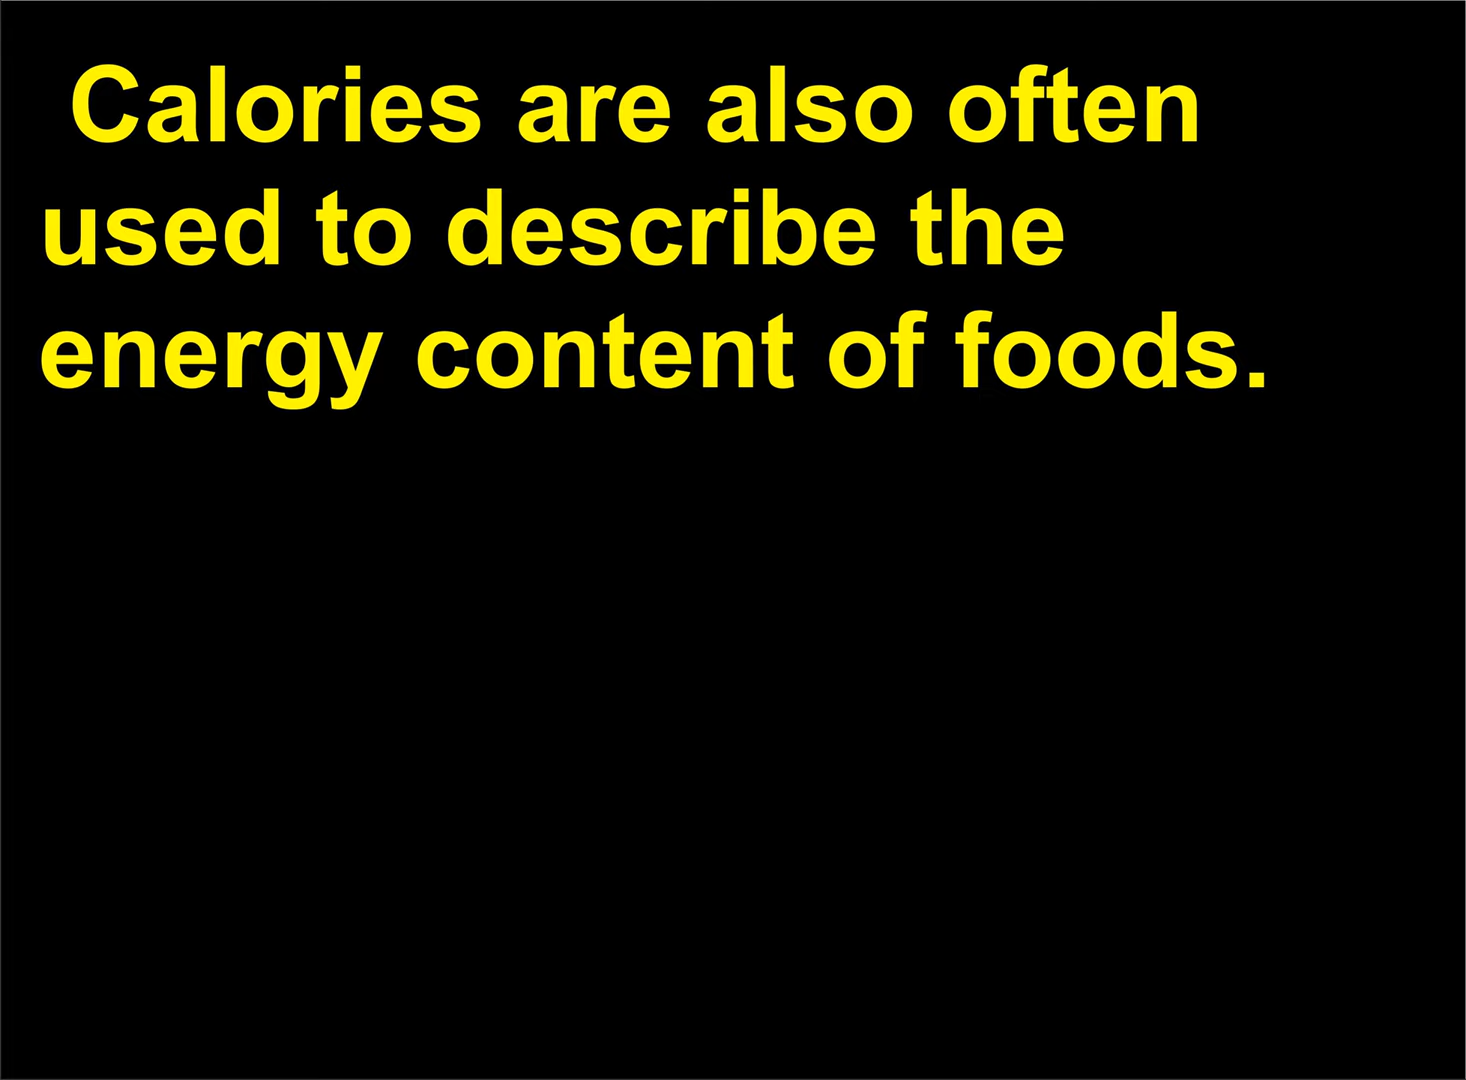 Calories are also often
used to describe the
energy content of foods.